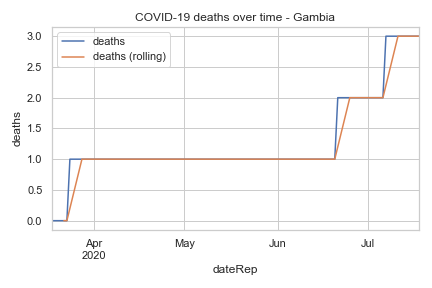 COVID-19 deaths over time - Gambia
deaths
deaths (rolling)
3.0
2.5
2.0
1.5
1.0
0.5
0.0
deaths
Apr
2020
May
Jun
Jul
dateRep